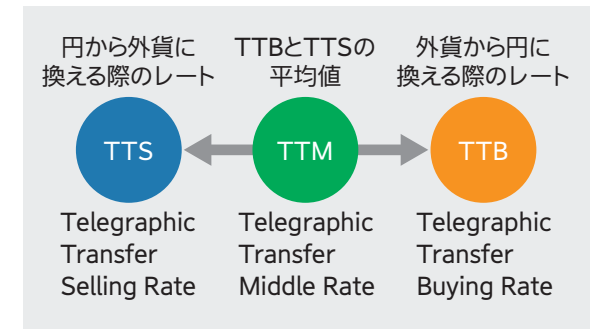 円から外貨に
換える際のレート
TTBとTTSの
平均値
外貨から円に
換える際のレート
TTS
TTM
TTB
Telegraphic
Transfer
Selling Rate
Telegraphic
Transfer
Middle Rate
Telegraphic
Transfer
Buying Rate